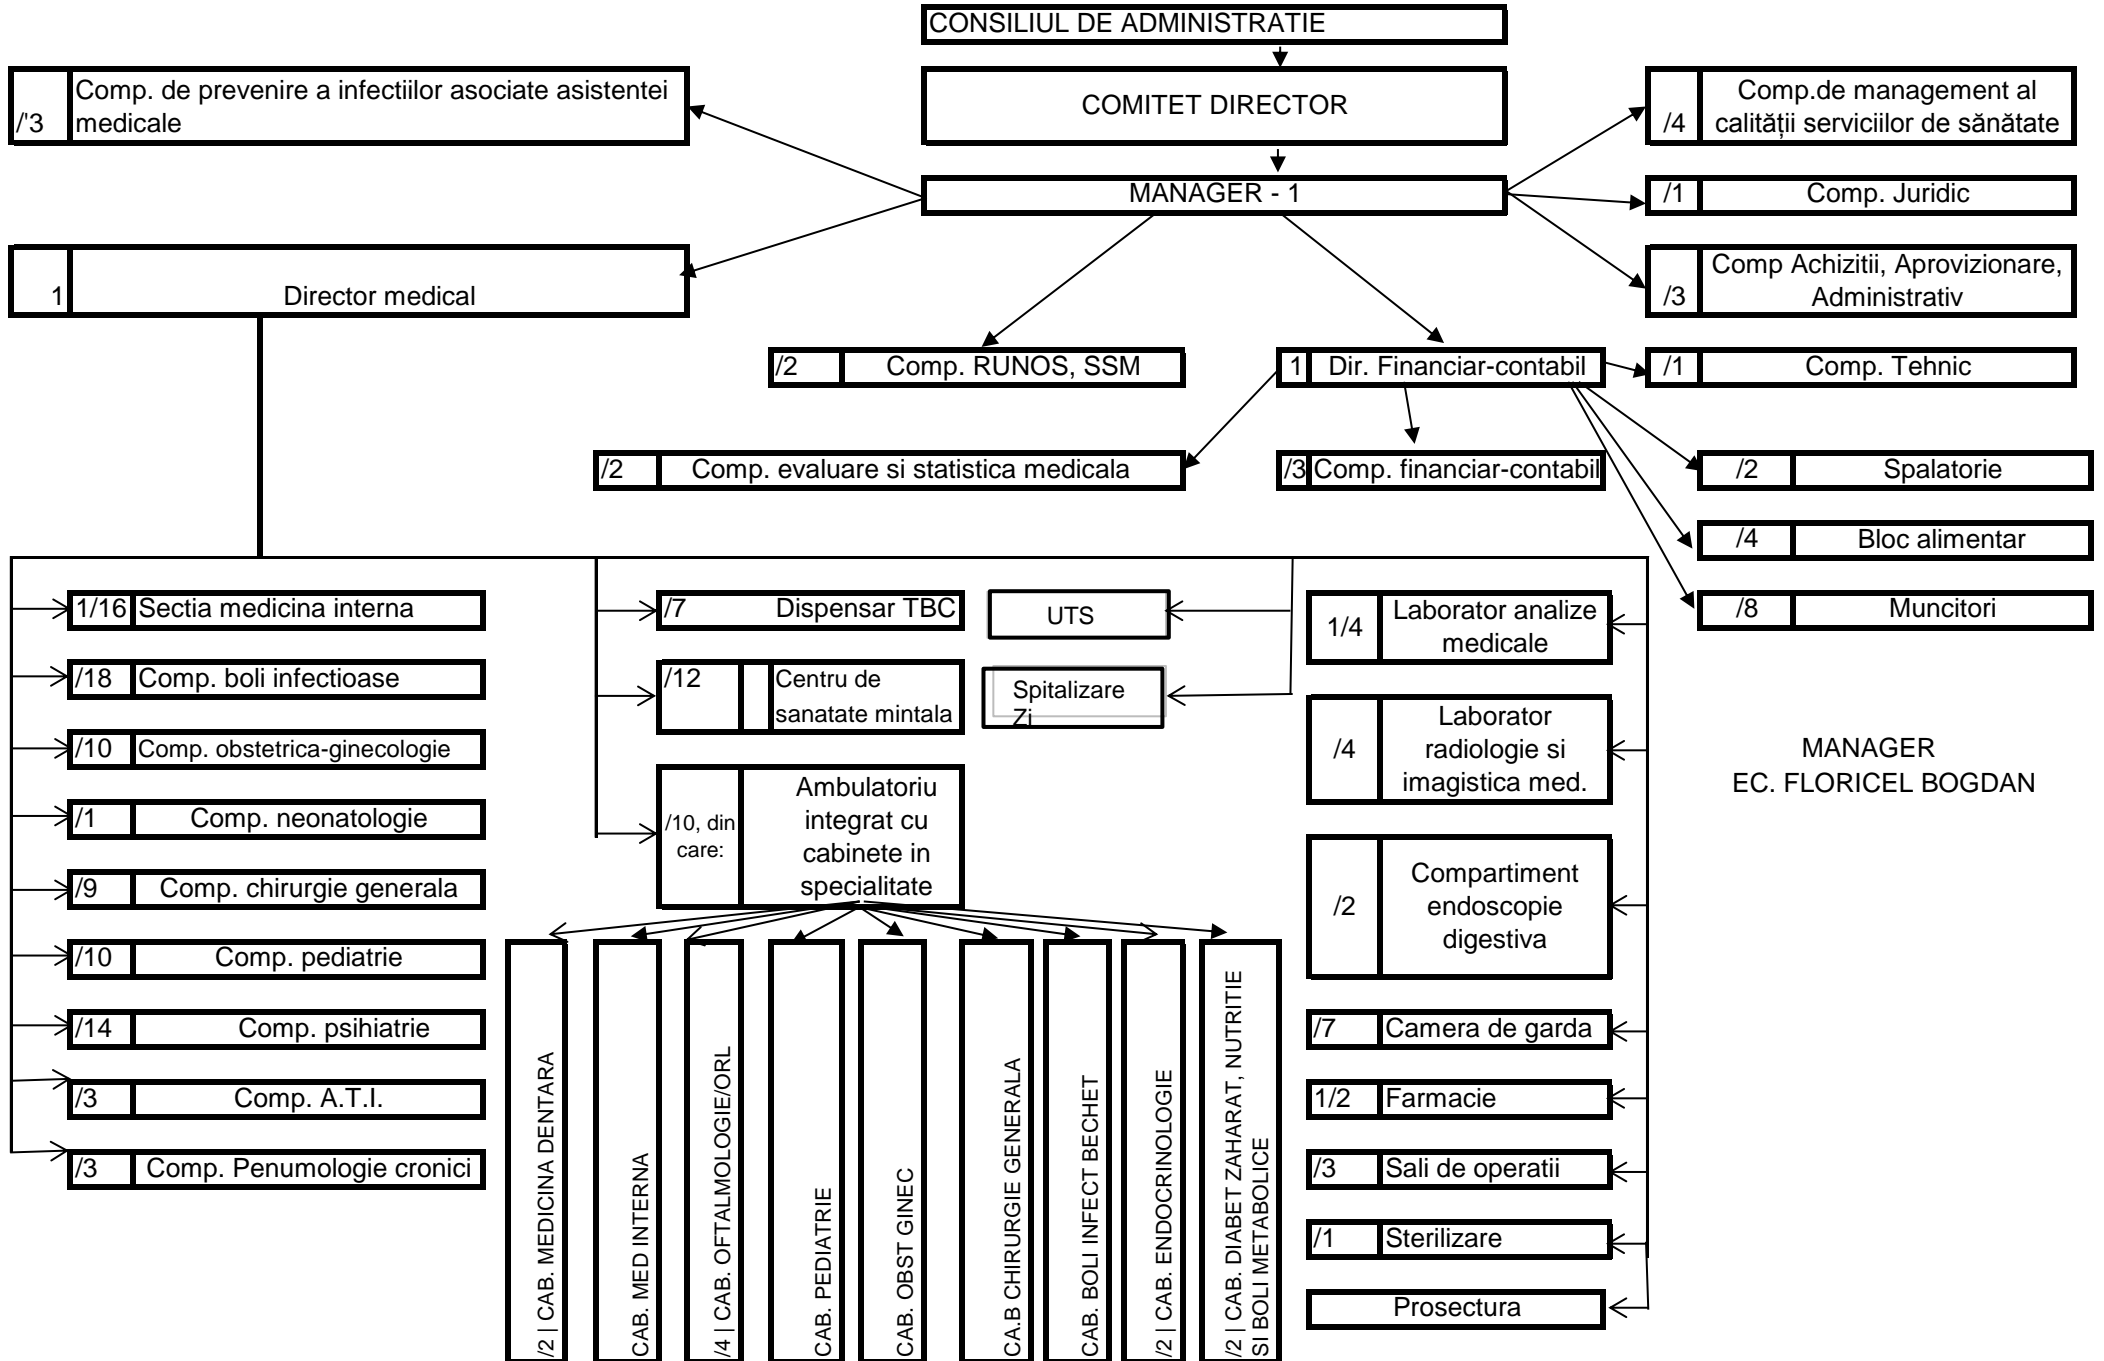 CONSILIUL DE ADMINISTRATIE
/'3
Comp. de prevenire a infectiilor asociate asistentei
medicale
COMITET DIRECTOR
/4
Comp.de management al
calității serviciilor de sănătate
MANAGER - 1
/1 Comp. Juridic
1 Director medical
/3
Comp Achizitii, Aprovizionare,
Administrativ
/2 Comp. RUNOS, SSM
1 Dir. Financiar-contabil
/1 Comp. Tehnic
/2 Comp. evaluare si statistica medicala
/3 Comp. financiar-contabil
/2 Spalatorie
/4 Bloc alimentar
/8 Muncitori
1/16 Sectia medicina interna
/18 Comp. boli infectioase
/10 Comp. obstetrica-ginecologie
/1 Comp. neonatologie
/9 Comp. chirurgie generala
/10 Comp. pediatrie
/14 Comp. psihiatrie
/3 Comp. A.T.I.
/3 Comp. Penumologie cronici
/7 Dispensar TBC
/12
Centru de
sanatate mintala
/10, din
care:
Ambulatoriu
integrat cu
cabinete in
specialitate
UTS
Spitalizare
Zi
/2 | CAB. MEDICINA DENTARA
CAB. MED INTERNA
/4 | CAB. OFTALMOLOGIE/ORL
CAB. PEDIATRIE
CAB. OBST GINEC
CA.B CHIRURGIE GENERALA
CAB. BOLI INFECT BECHET
/2 | CAB. ENDOCRINOLOGIE
/2 | CAB. DIABET ZAHARAT, NUTRITIE
SI BOLI METABOLICE
1/4
Laborator analize
medicale
/4
Laborator
radiologie si
imagistica med.
/2
Compartiment
endoscopie
digestiva
/7 Camera de garda
1/2 Farmacie
/3 Sali de operatii
/1 Sterilizare
Prosectura
MANAGER
EC. FLORICEL BOGDAN